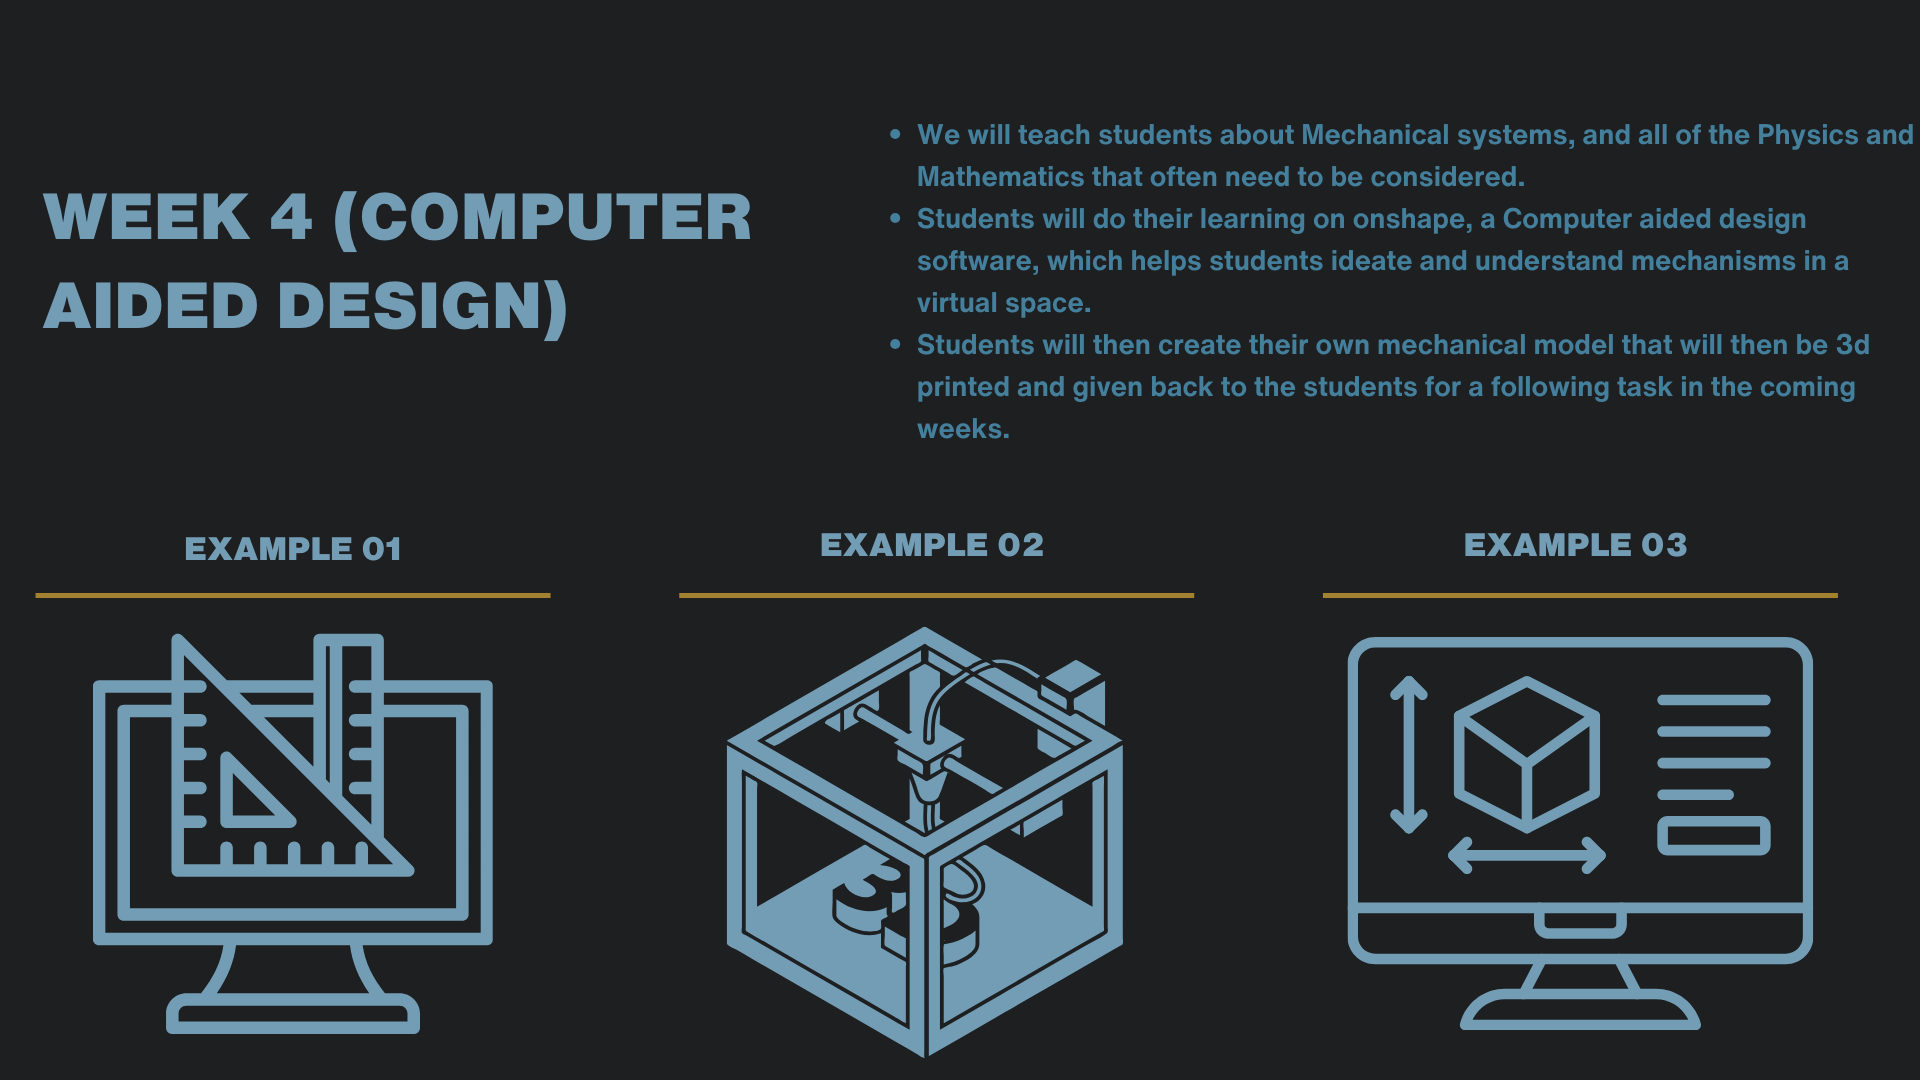 WEEK 4 (COMPUTER
AIDED DESIGN)
• We will teach students about Mechanical systems, and all of the Physics and
Mathematics that often need to be considered.
• Students will do their learning on onshape, a Computer aided design
software, which helps students ideate and understand mechanisms in a
virtual space.
• Students will then create their own mechanical model that will then be 3d
printed and given back to the students for a following task in the coming
weeks.
EXAMPLE 01
EXAMPLE 02
EXAMPLE 03